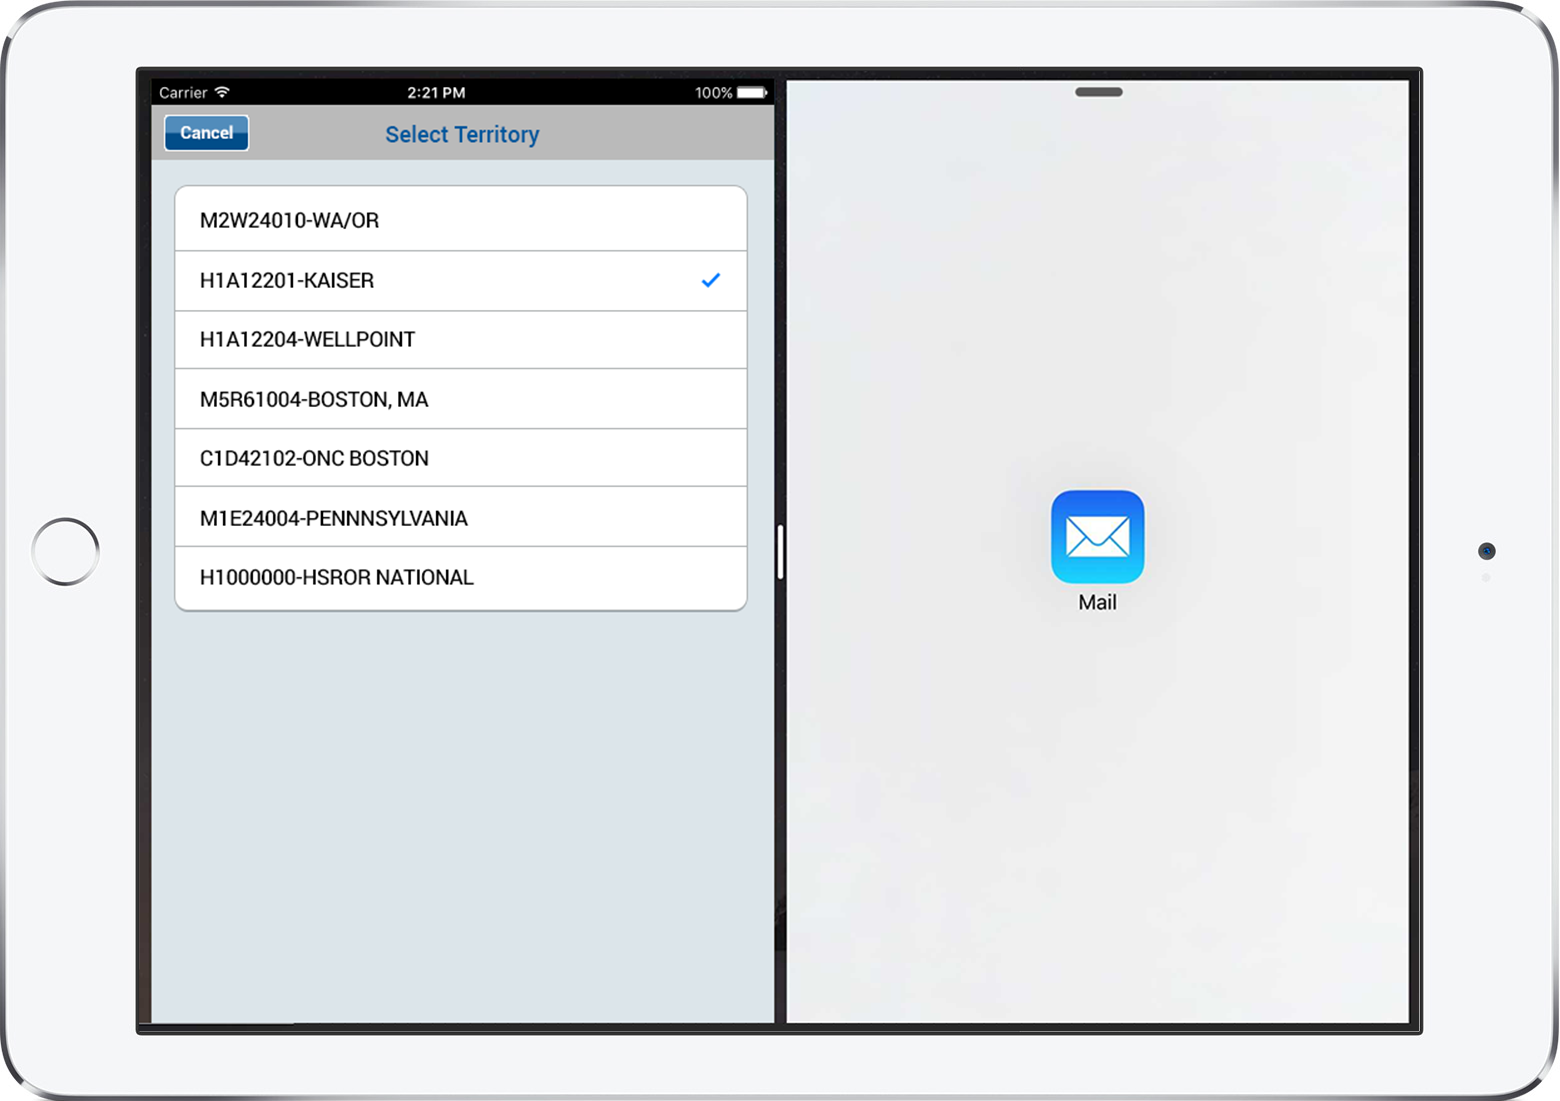 Carrier 2:21 PM 100%
Cancel Select Territory
M2W24010-WA/OR
H1A12201-KAISER
H1A12204-WELLPOINT
M5R61004-BOSTON, MA
C1D42102-ONC BOSTON
M1E24004-PENNNSYLVANIA
H1000000-HSROR NATIONAL
Mail